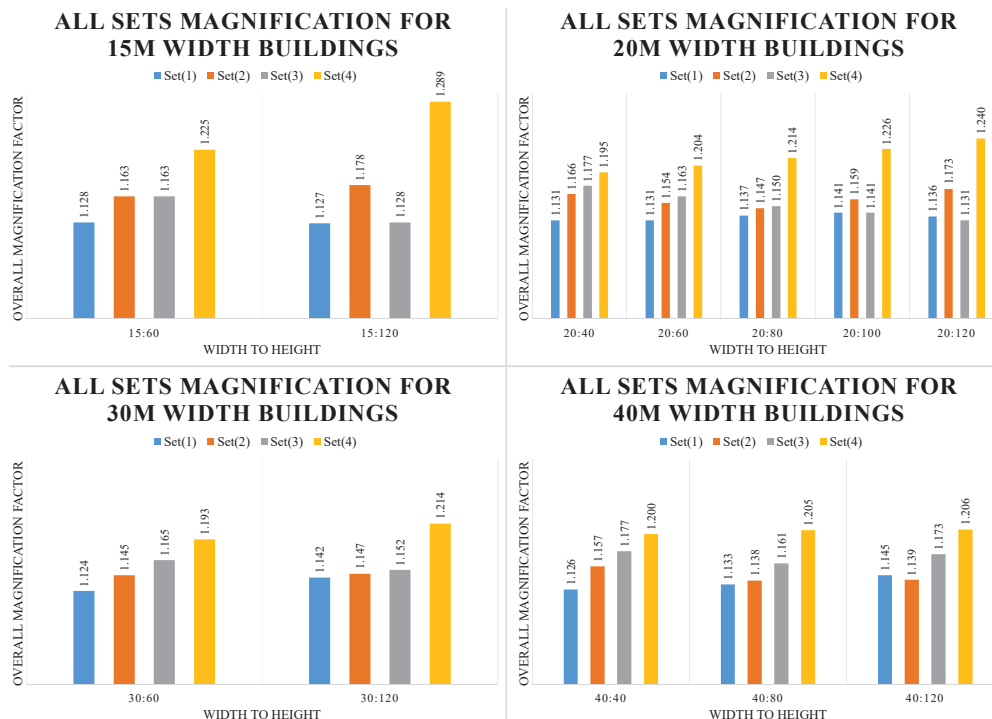 ALL SETS MAGNIFICATION FOR
15M WIDTH BUILDINGS
Set(1) Set(2) Set(3) Set(4)
OVERALL MAGNIFICATION FACTOR
1.128 1.163 1.163 1.225
1.127 1.178 1.128 1.289
15:60 15:120
WIDTH TO HEIGHT
ALL SETS MAGNIFICATION FOR
20M WIDTH BUILDINGS
Set(1) Set(2) Set(3) Set(4)
OVERALL MAGNIFICATION FACTOR
1.131 1.166 1.177 1.195
1.131 1.154 1.163 1.204
1.137 1.147 1.150 1.214
1.141 1.159 1.141 1.226
1.136 1.173 1.131 1.240
20:40 20:60 20:80 20:100 20:120
WIDTH TO HEIGHT
ALL SETS MAGNIFICATION FOR
30M WIDTH BUILDINGS
Set(1) Set(2) Set(3) Set(4)
OVERALL MAGNIFICATION FACTOR
1.124 1.145 1.165 1.193
1.142 1.147 1.152 1.214
30:60 30:120
WIDTH TO HEIGHT
ALL SETS MAGNIFICATION FOR
40M WIDTH BUILDINGS
Set(1) Set(2) Set(3) Set(4)
OVERALL MAGNIFICATION FACTOR
1.126 1.157 1.177 1.200
1.133 1.138 1.161 1.205
1.145 1.139 1.173 1.206
40:40 40:80 40:120
WIDTH TO HEIGHT